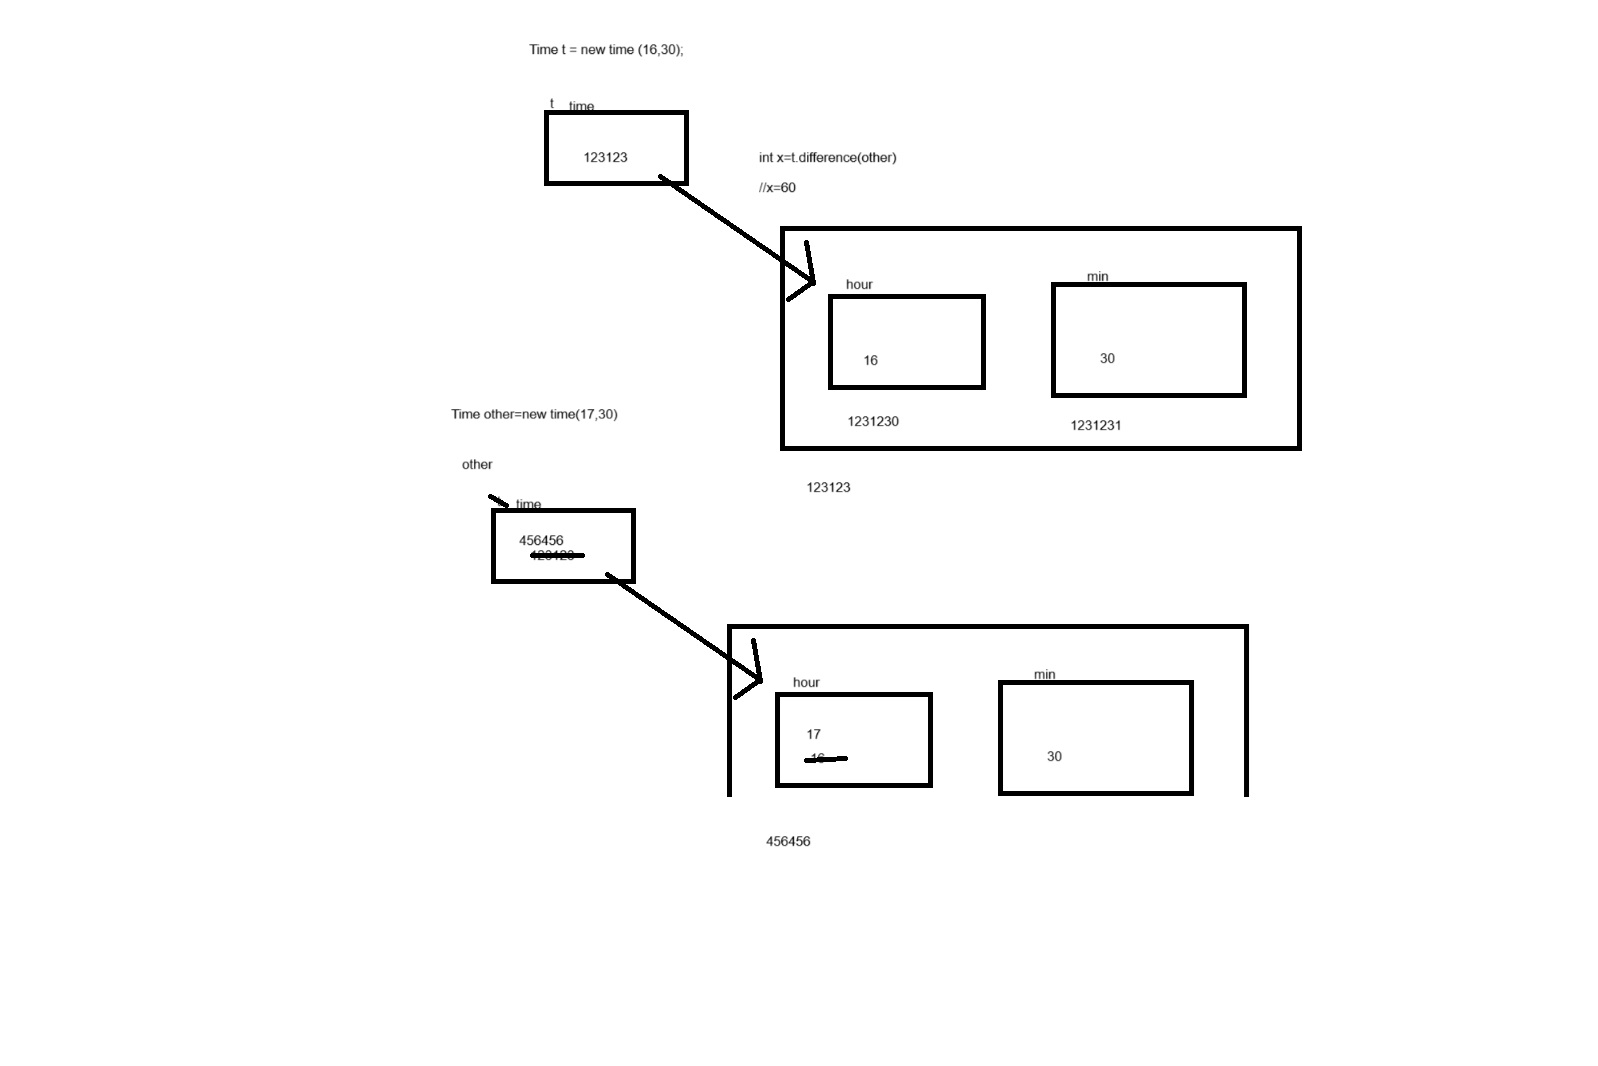 Time t = new time (16,30);
t time
123123
int x=t.difference(other)
//x=60
hour
min
16
30
1231230
1231231
123123
Time other=new time(17,30)
other
time
456456
hour
min
17
16
30
456456